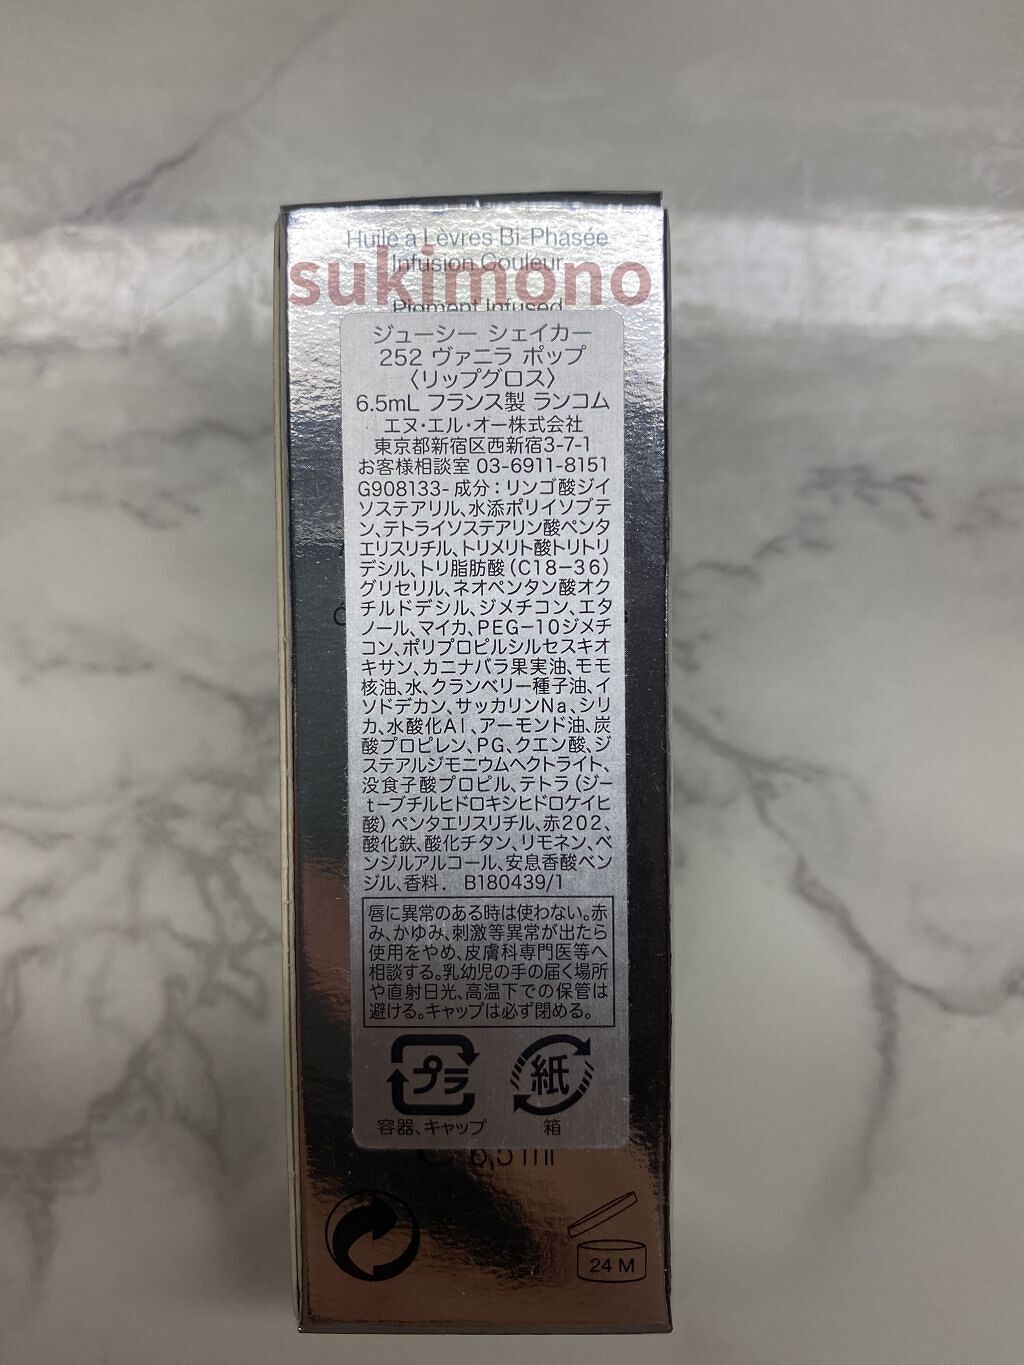 Huile à Lèvres Bi-Phasée
Infusion Couleur
sukimono
Pigment Infused
ジューシー シェイカー
252 ヴァニラ ポップ
〈リップグロス〉
6.5mL フランス製 ランコム
エヌ・エル・オー株式会社
東京都新宿区西新宿3-7-1
お客様相談室 03-6911-8151
G908133- 成分：リンゴ酸ジイ
ソステアリル、水添ポリイソブテ
ン、テトライソステアリン酸ペンタ
エリスリチル、トリメリト酸トリトリ
デシル、トリ脂肪酸(C18-36)
グリセリル、ネオペンタン酸オク
チルドデシル、ジメチコン、エタ
ノール、マイカ、PEG-10ジメチ
コン、ポリプロピルシルセスキオ
キサン、カニナバラ果実油、モモ
核油、水、クランベリー種子油、イ
ソドデカン、サッカリンNa、シリ
カ、水酸化Al、アーモンド油、炭
酸プロピレン、PG、クエン酸、ジ
ステアルジモニウムヘクトライト、
没食子酸プロピル、テトラ(ジー
t-ブチルヒドロキシヒドロケイヒ
酸)ペンタエリスリチル、赤202、
酸化鉄、酸化チタン、リモネン、ベ
ンジルアルコール、安息香酸ベン
ジル、香料． B180439/1
唇に異常のある時は使わない。赤
み、かゆみ、刺激等異常が出たら
使用をやめ、皮膚科専門医等へ
相談する。乳幼児の手の届く場所
や直射日光、高温下での保管は
避ける。キャップは必ず閉める。
プラ 紙
容器、キャップ 箱
6,5 ml
24 M